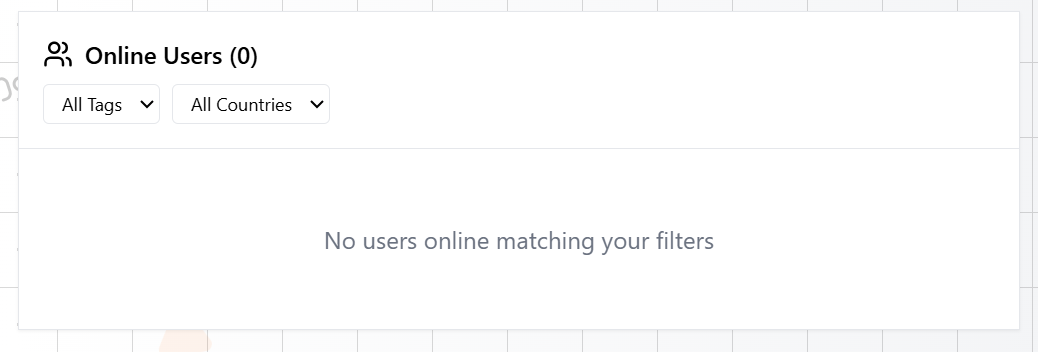 Online Users (0)
All Tags
All Countries
No users online matching your filters